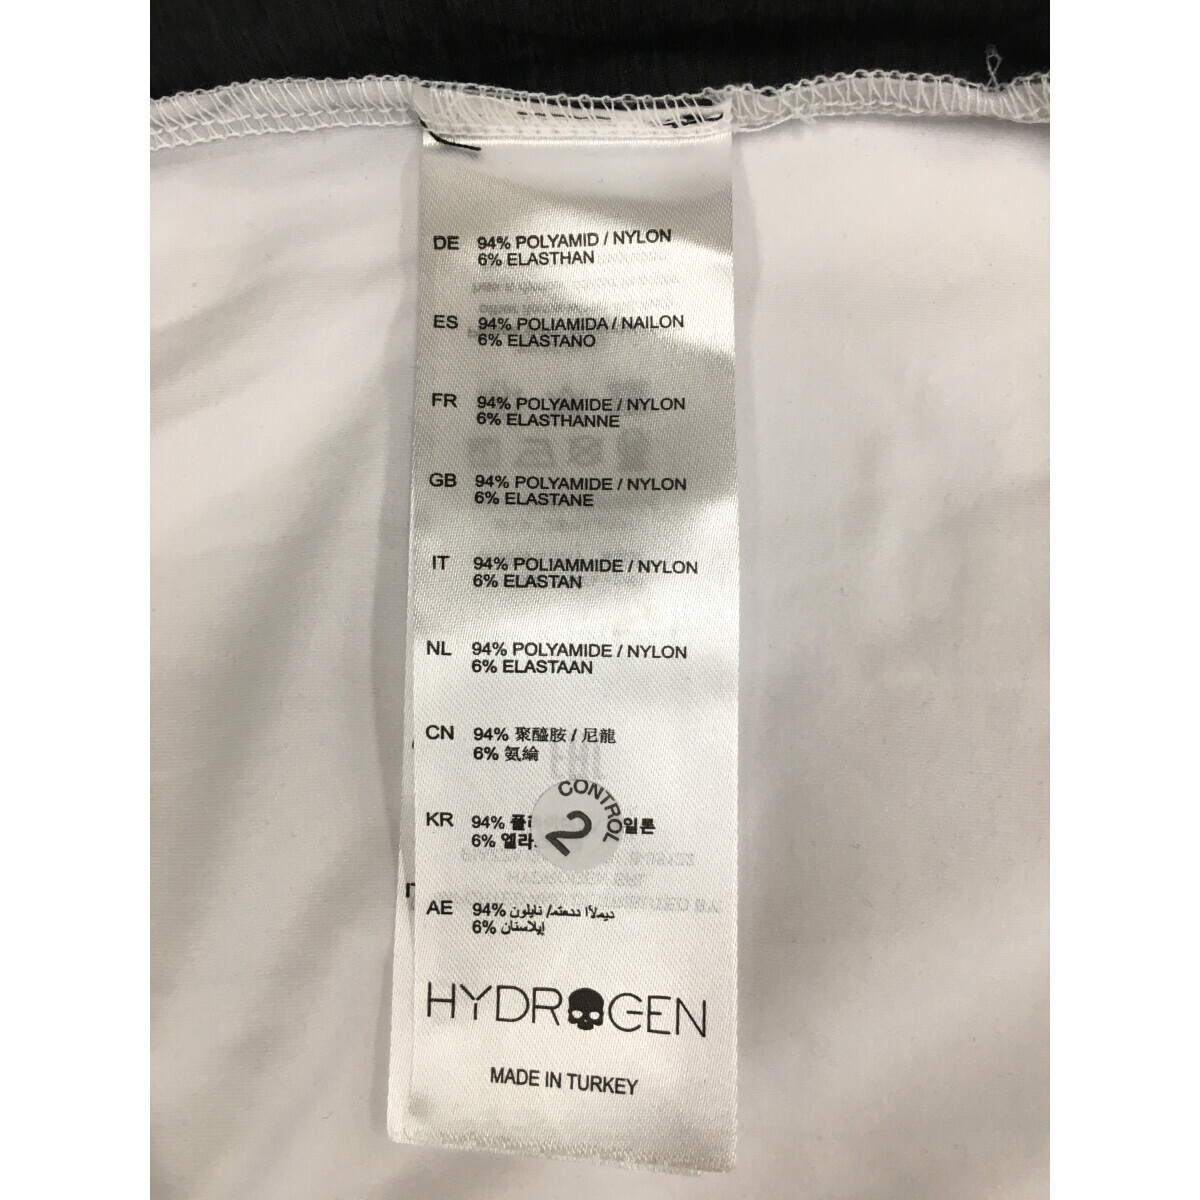 DE 94% POLYAMID / NYLON
6% ELASTHAN
ES 94% POLIAMIDA / NAILON
6% ELASTANO
FR 94% POLYAMIDE / NYLON
6% ELASTHANNE
GB 94% POLYAMIDE / NYLON
6% ELASTANE
IT 94% POLIAMMIDE / NYLON
6% ELASTAN
NL 94% POLYAMIDE / NYLON
6% ELASTAAN
CN 94% 聚醯胺 / 尼龍
6% 氨綸
CONTROL
2
KR 94%
6%
AE 94% نايلون
6% إيلاستان
HYDROGEN
MADE IN TURKEY